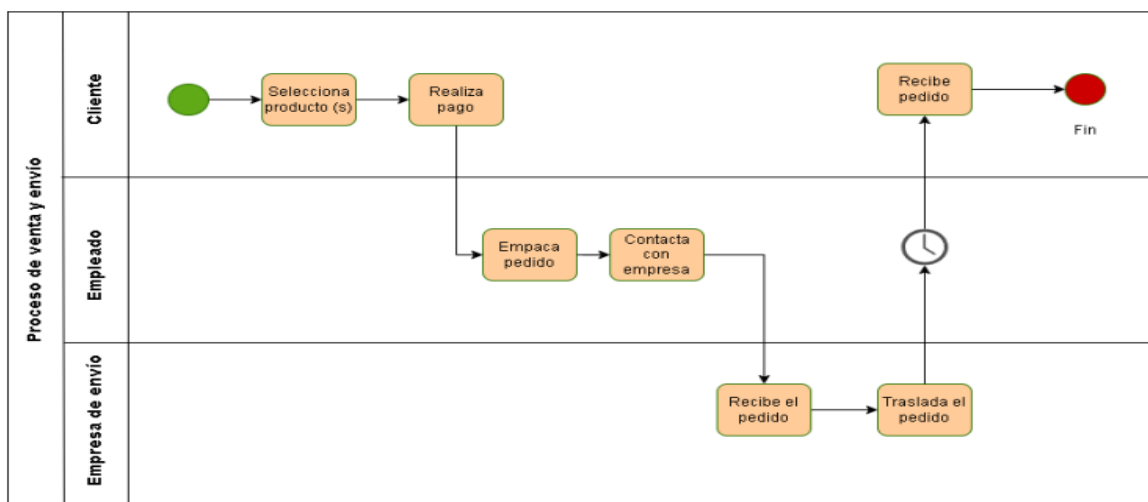 Proceso de venta y envío
Cliente
Selecciona
producto (s)
Realiza
pago
Recibe
pedido
Fin
Empleado
Empaca
pedido
Contacta
con
empresa
Empresa de envío
Recibe el
pedido
Traslada el
pedido